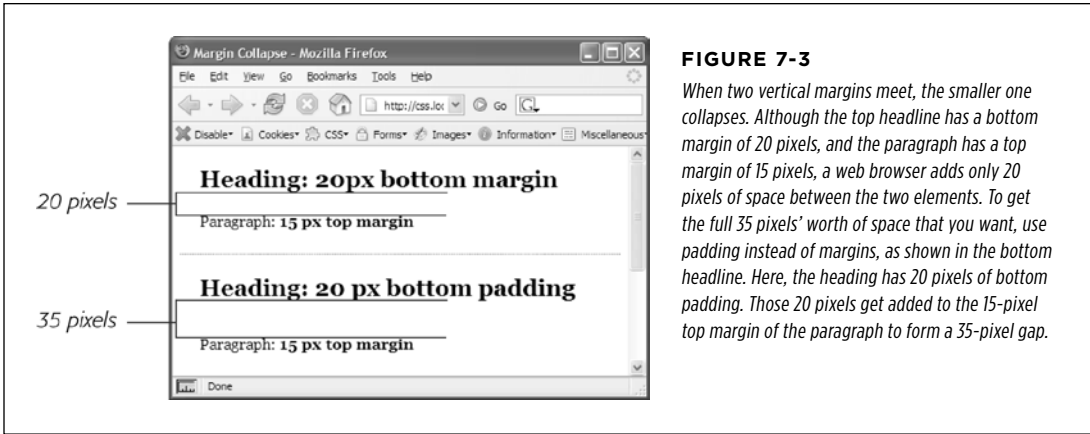 Margin Collapse - Mozilla Firefox
File Edit View Go Bookmarks Tools Help
http://css.loc Go G
Disable Cookies CSS Forms Images Information Miscellaneous
Heading: 20px bottom margin
20 pixels
Paragraph: 15 px top margin
Heading: 20 px bottom padding
35 pixels
Paragraph: 15 px top margin
Done
FIGURE 7-3
When two vertical margins meet, the smaller one
collapses. Although the top headline has a bottom
margin of 20 pixels, and the paragraph has a top
margin of 15 pixels, a web browser adds only 20
pixels of space between the two elements. To get
the full 35 pixels’ worth of space that you want, use
padding instead of margins, as shown in the bottom
headline. Here, the heading has 20 pixels of bottom
padding. Those 20 pixels get added to the 15-pixel
top margin of the paragraph to form a 35-pixel gap.